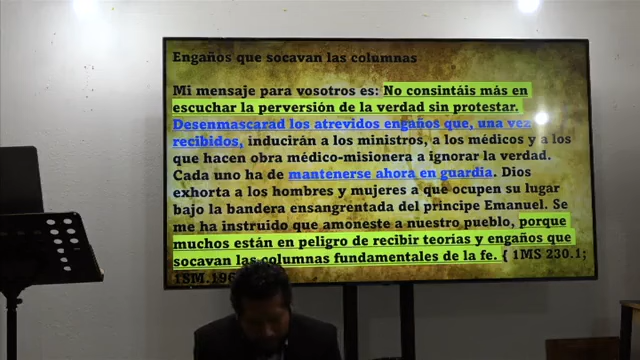 Engaños que socavan las columnas
Mi mensaje para vosotros es: No consintáis más en
escuchar la perversión de la verdad sin protestar.
Desenmascarad los atrevidos engaños que, una vez
recibidos, inducirán a los ministros, a los médicos y a los
que hacen obra médico-misionera a ignorar la verdad.
Cada uno ha de mantenerse ahora en guardia. Dios
exhorta a los hombres y mujeres a que ocupen su lugar
bajo la bandera ensangrentada del príncipe Emanuel. Se
me ha instruido que amoneste a nuestro pueblo, porque
muchos están en peligro de recibir teorías y engaños que
socavan las columnas fundamentales de la fe. { 1MS 230.1;
1SM.196